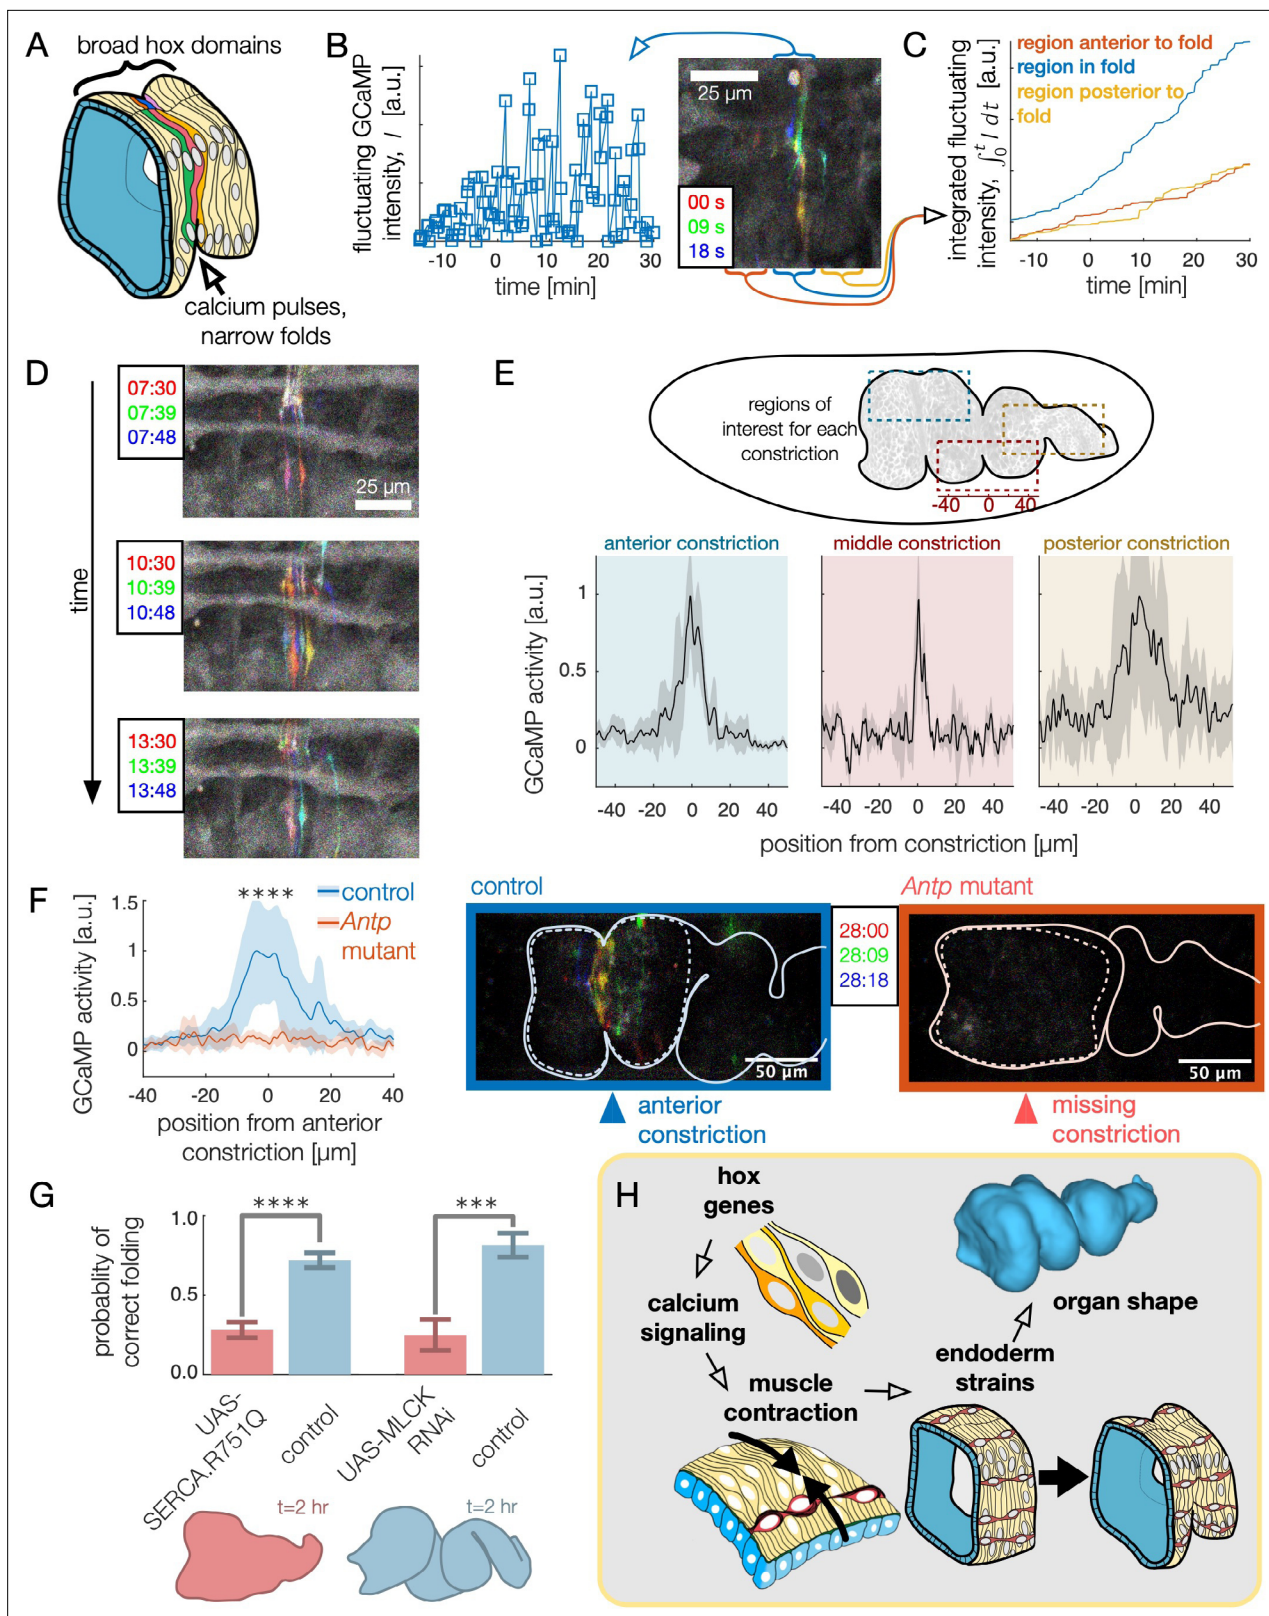 A
broad hox domains
calcium pulses,
narrow folds
B
fluctuating GCaMP
intensity, I [a.u.]
-10
0
10
20
30
time [min]
25 µm
00 s
09 s
18 s
C
integrated fluctuating
intensity, ∫₀ᵗ I dt [a.u.]
region anterior to fold
region in fold
region posterior to
fold
-10
0
10
20
30
time [min]
D
time
07:30
07:39
07:48
25 µm
10:30
10:39
10:48
13:30
13:39
13:48
E
regions of
interest for each
constriction
-40
0
40
anterior constriction
middle constriction
posterior constriction
GCaMP activity [a.u.]
1
0.5
0
-40 -20 0 20 40
-40 -20 0 20 40
-40 -20 0 20 40
position from constriction [µm]
F
GCaMP activity [a.u.]
1.5
1
0.5
0
****
control
Antp
mutant
-40
-20
0
20
40
position from anterior
constriction [µm]
control
50 µm
anterior
constriction
28:00
28:09
28:18
Antp mutant
50 µm
missing
constriction
G
probablity of
correct folding
1.0
0.5
0.0
****
***
UAS-
SERCA.R751Q
control
UAS-MLCK
RNAi
control
t=2 hr
t=2 hr
H
hox
genes
calcium
signaling
muscle
contraction
endoderm
strains
organ shape